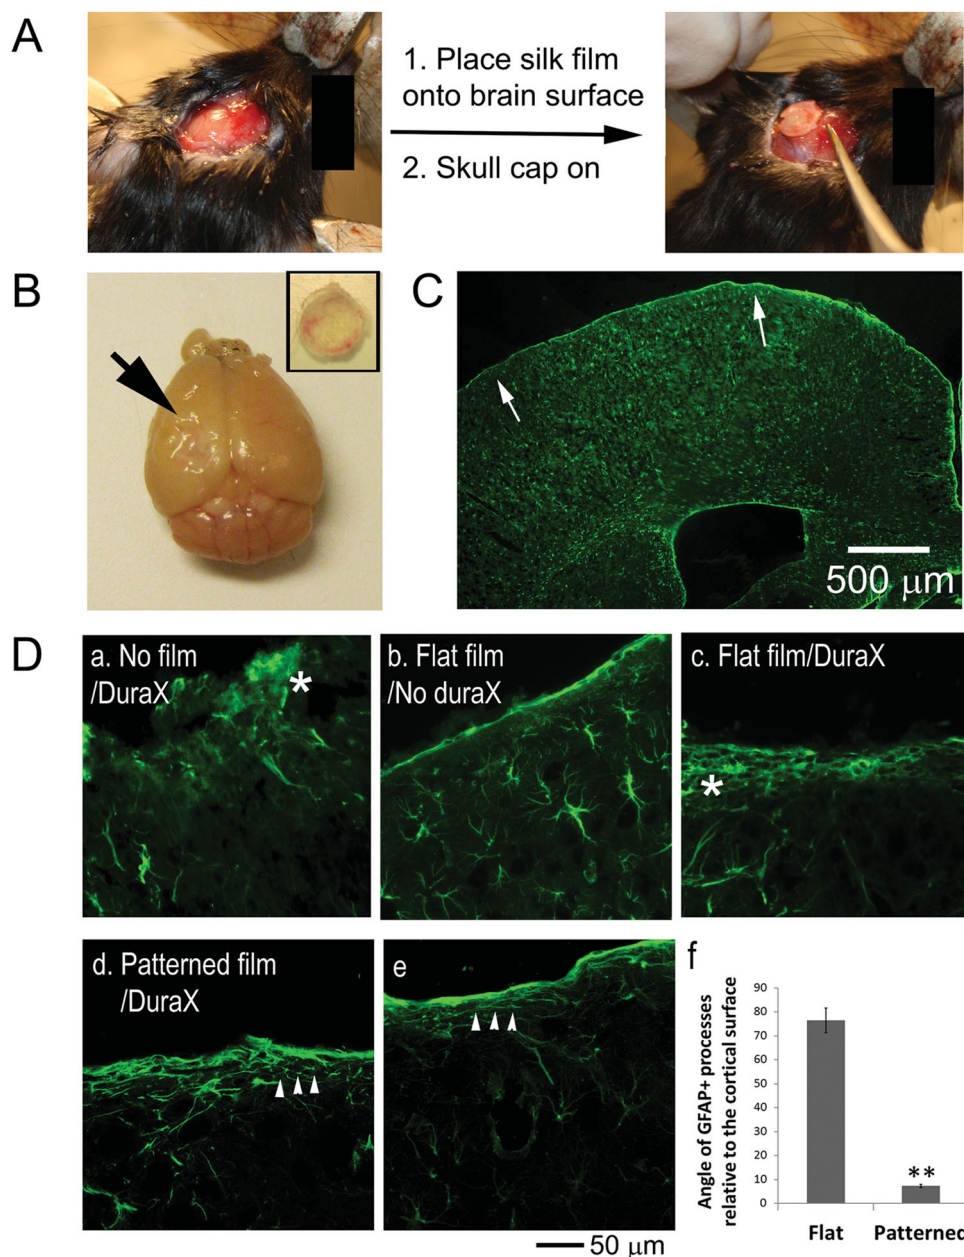 A
1. Place silk film
onto brain surface
2. Skull cap on
B
C
500 μm
D
a. No film
/DuraX
*
b. Flat film
/No duraX
c. Flat film/DuraX
*
d. Patterned film
/DuraX
e
f
Angle of GFAP+ processes
relative to the cortical surface
90
80
70
60
50
40
30
20
10
0
**
Flat
Patterned
50 μm